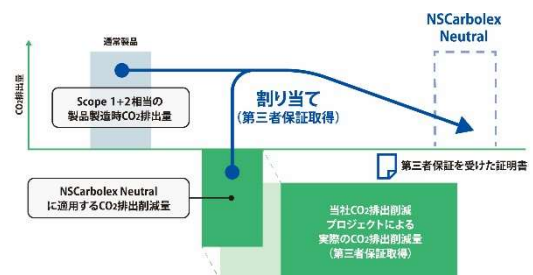 NSCarbolex
Neutral
通常製品
CO2排出量
Scope 1+2相当の
製品製造時CO2排出量
割り当て
(第三者保証取得)
第三者保証を受けた証明書
NSCarbolex Neutral
に適用するCO2排出削減量
当社CO2排出削減
プロジェクトによる
実際のCO2排出削減量
(第三者保証取得)